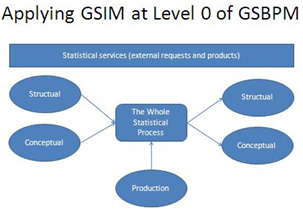 Applying GSIM at Level 0 of GSBPM
Statistical services (external requests and products)
Structual
Structual
The Whole
Statistical
Process
Conceptual
Conceptual
Production